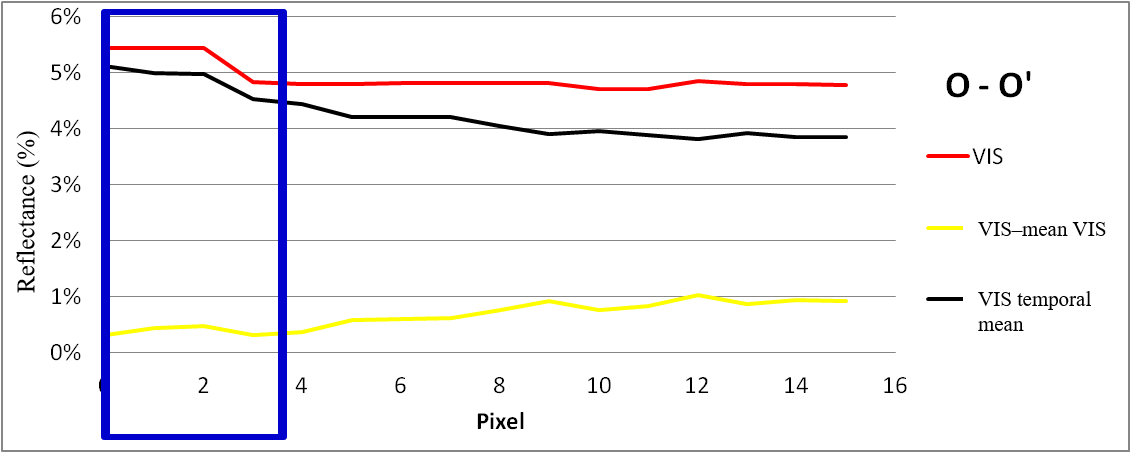 6%
5%
4%
3%
2%
1%
0%
Reflectance (%)
2
4
6
8
10
12
14
16
Pixel
O - O'
VIS
VIS–mean VIS
VIS temporal
mean